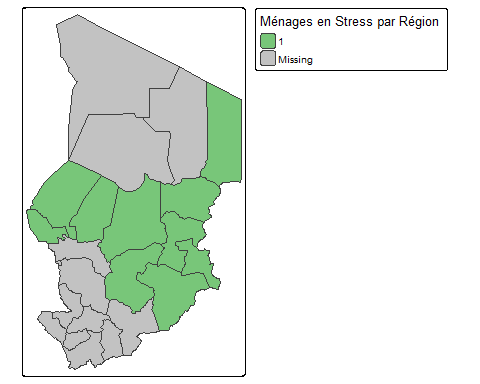 Ménages en Stress par Région
1
Missing